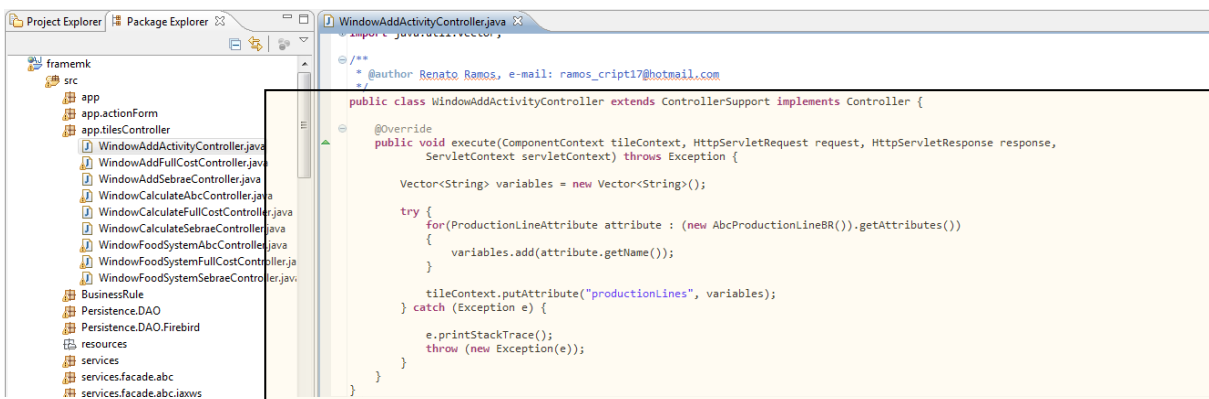 Project Explorer Package Explorer
framemk
src
app
app.actionForm
app.tilesController
WindowAddActivityController.java
WindowAddFullCostController.java
WindowAddSebraeController.java
WindowCalculateAbcController.java
WindowCalculateFullCostController.java
WindowCalculateSebraeController.java
WindowFoodSystemAbcController.java
WindowFoodSystemFullCostController.ja
WindowFoodSystemSebraeController.java
BusinessRule
Persistence.DAO
Persistence.DAO.Firebird
resources
services
services.facade.abc
services.facade.abc.jaxws
WindowAddActivityController.java
import java.util.Vector;
/**
* @author Renato Ramos, e-mail: ramos_cript17@hotmail.com
*/
public class WindowAddActivityController extends ControllerSupport implements Controller {
@Override
public void execute(ComponentContext tileContext, HttpServletRequest request, HttpServletResponse response,
ServletContext servletContext) throws Exception {
Vector<String> variables = new Vector<String>();
try {
for(ProductionLineAttribute attribute : (new AbcProductionLineBR()).getAttributes())
{
variables.add(attribute.getName());
}
tileContext.putAttribute("productionLines", variables);
} catch (Exception e) {
e.printStackTrace();
throw (new Exception(e));
}
}
}